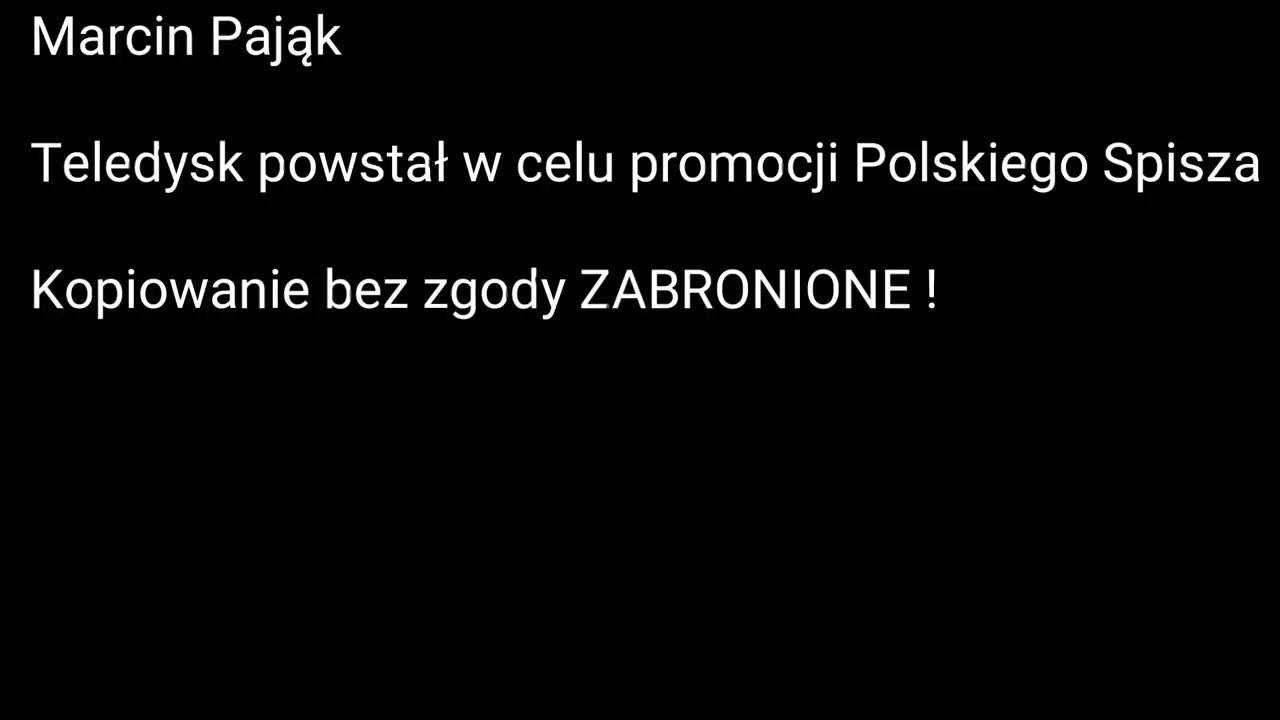 Marcin Pająk
Teledysk powstał w celu promocji Polskiego Spisza
Kopiowanie bez zgody ZABRONIONE !